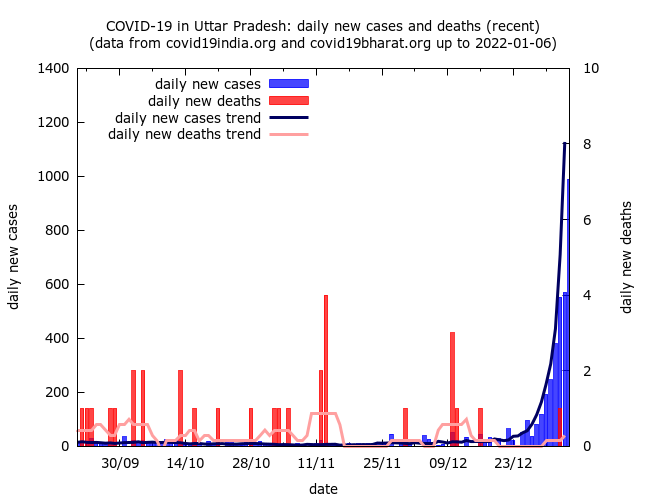 COVID-19 in Uttar Pradesh: daily new cases and deaths (recent)
(data from covid19india.org and covid19bharat.org up to 2022-01-06)
1400
1200
1000
800
600
400
200
0
10
8
6
4
2
0
daily new cases
daily new deaths
daily new cases trend
daily new deaths trend
daily new cases
daily new deaths
30/09
14/10
28/10
11/11
25/11
09/12
23/12
date